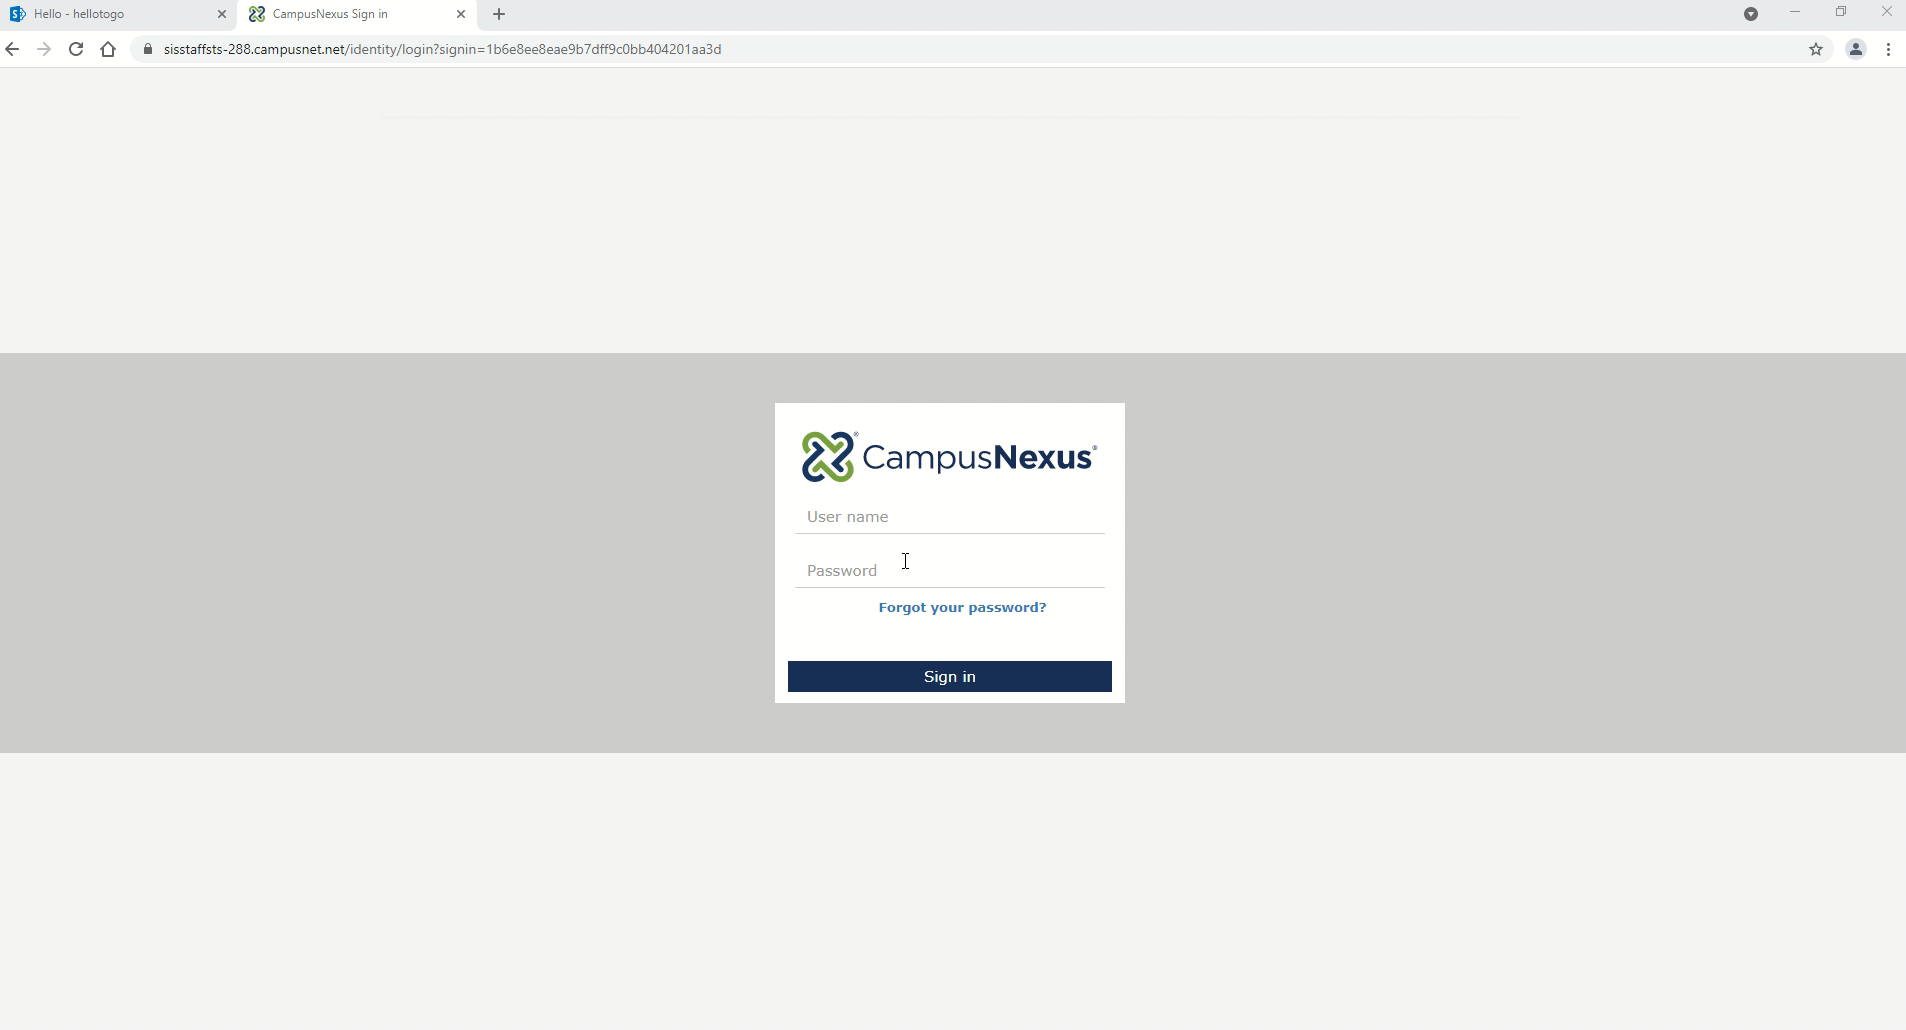 Hello - hellotogo
CampusNexus Sign in
sisstaffsts-288.campusnet.net/identity/login?signin=1b6e8ee8eae9b7dff9c0bb404201aa3d
CampusNexus®
User name
Password
Forgot your password?
Sign in